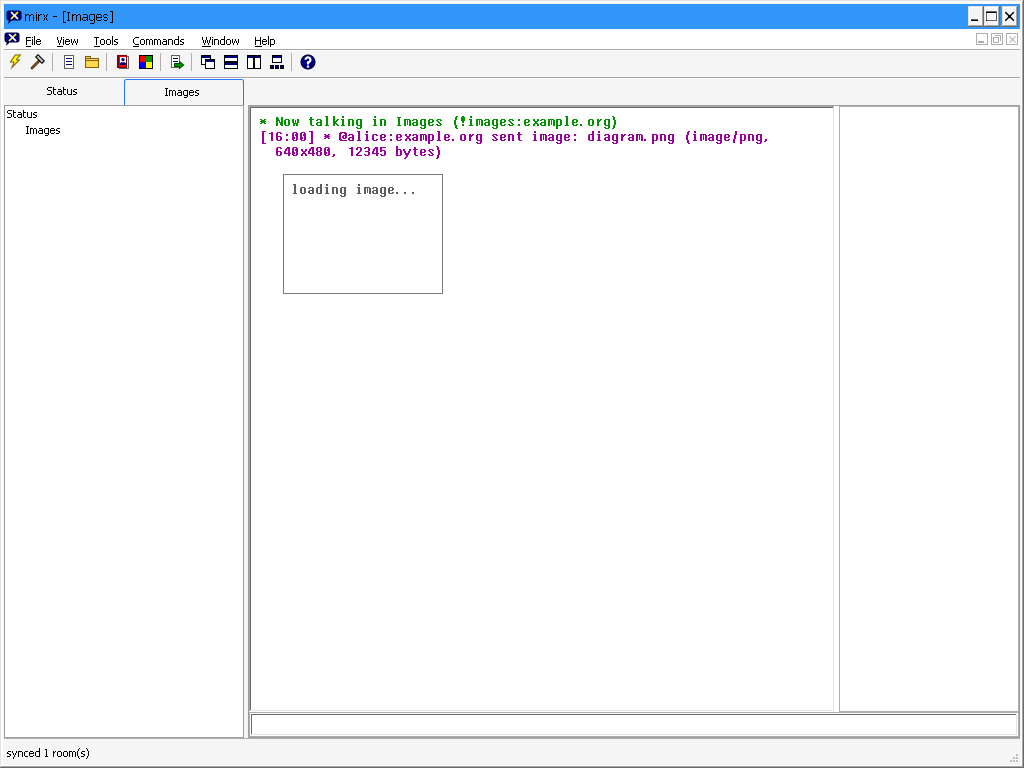 mirx - [Images]
File View Tools Commands Window Help
Status Images
Status
Images
* Now talking in Images (!images:example.org)
[16:00] * @alice:example.org sent image: diagram.png (image/png,
640x480, 12345 bytes)
loading image...
synced 1 room(s)